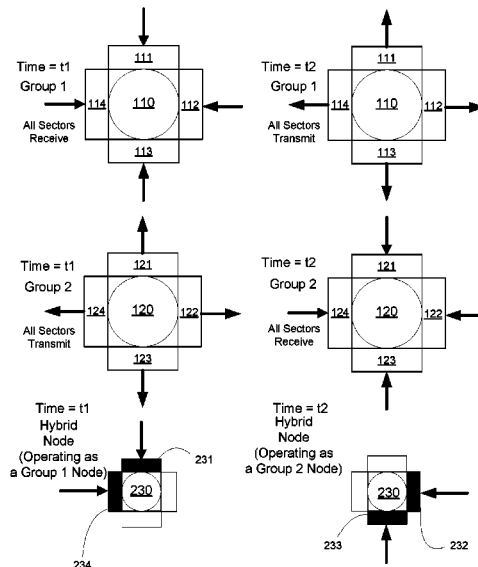 111
Time = t1
Group 1
114
110
112
All Sectors
Receive
113
111
Time = t2
Group 1
114
110
112
All Sectors
Transmit
113
121
Time = t1
Group 2
124
120
122
All Sectors
Transmit
123
121
Time = t2
Group 2
124
120
122
All Sectors
Receive
123
Time = t1
Hybrid
Node
(Operating as
a Group 1 Node)
231
230
234
Time = t2
Hybrid
Node
(Operating as
a Group 2 Node)
230
233
232